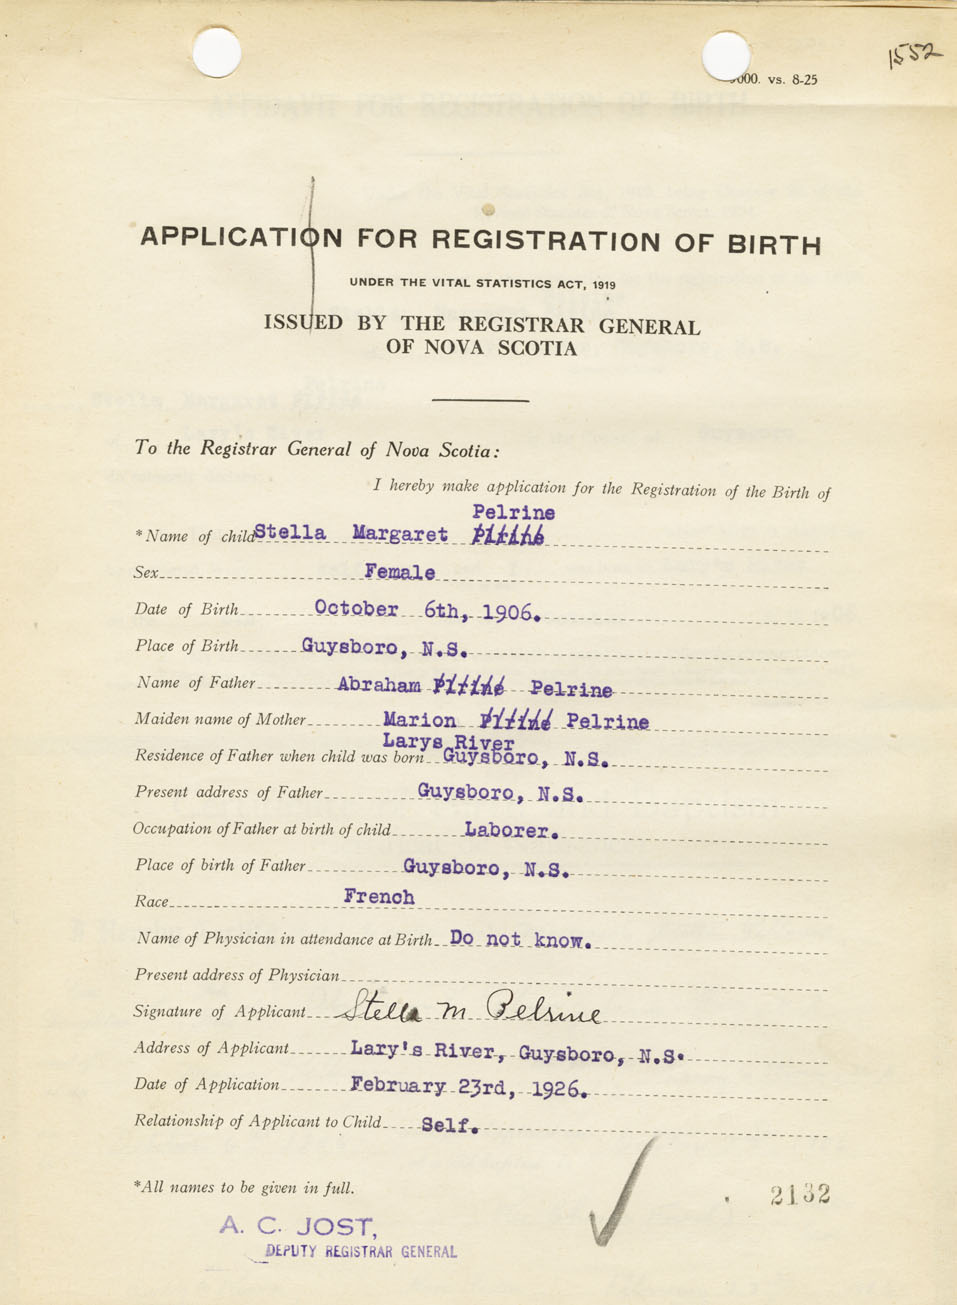 1552
000. vs. 8-25
APPLICATION FOR REGISTRATION OF BIRTH
UNDER THE VITAL STATISTICS ACT, 1919
ISSUED BY THE REGISTRAR GENERAL
OF NOVA SCOTIA
To the Registrar General of Nova Scotia:
I hereby make application for the Registration of the Birth of
Pelrine
*Name of child Stella Margaret
Sex Female
Date of Birth October 6th, 1906.
Place of Birth Guysboro, N.S.
Name of Father Abraham Pelrine
Maiden name of Mother Marion Pelrine
Larys River
Residence of Father when child was born Guysboro, N.S.
Present address of Father Guysboro, N.S.
Occupation of Father at birth of child Laborer.
Place of birth of Father Guysboro, N.S.
Race French
Name of Physician in attendance at Birth Do not know.
Present address of Physician
Signature of Applicant Stella M Pelrine
Address of Applicant Lary's River, Guysboro, N.S.
Date of Application February 23rd, 1926.
Relationship of Applicant to Child Self.
*All names to be given in full.
2132
A. C. JOST,
DEPUTY REGISTRAR GENERAL